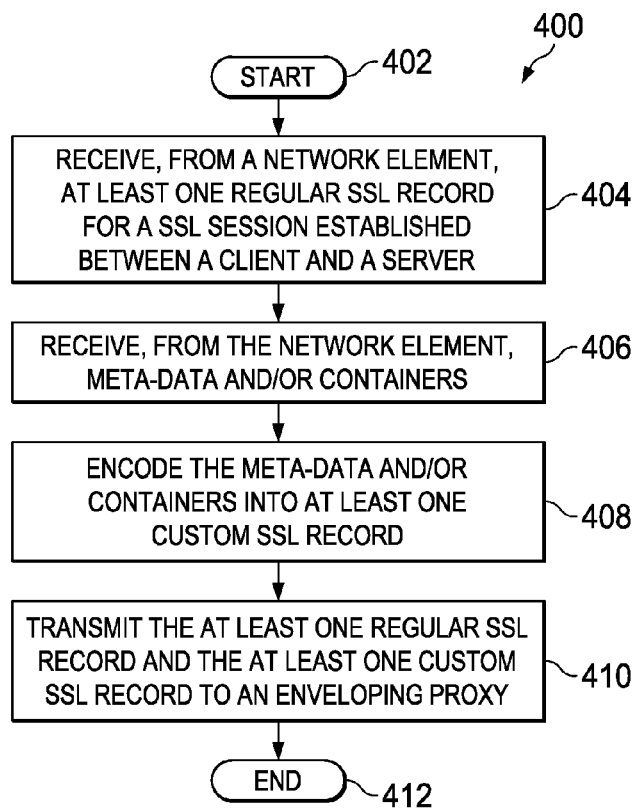 400
START
402
RECEIVE, FROM A NETWORK ELEMENT,
AT LEAST ONE REGULAR SSL RECORD
FOR A SSL SESSION ESTABLISHED
BETWEEN A CLIENT AND A SERVER
404
RECEIVE, FROM THE NETWORK ELEMENT,
META-DATA AND/OR CONTAINERS
406
ENCODE THE META-DATA AND/OR
CONTAINERS INTO AT LEAST ONE
CUSTOM SSL RECORD
408
TRANSMIT THE AT LEAST ONE REGULAR SSL
RECORD AND THE AT LEAST ONE CUSTOM
SSL RECORD TO AN ENVELOPING PROXY
410
END
412